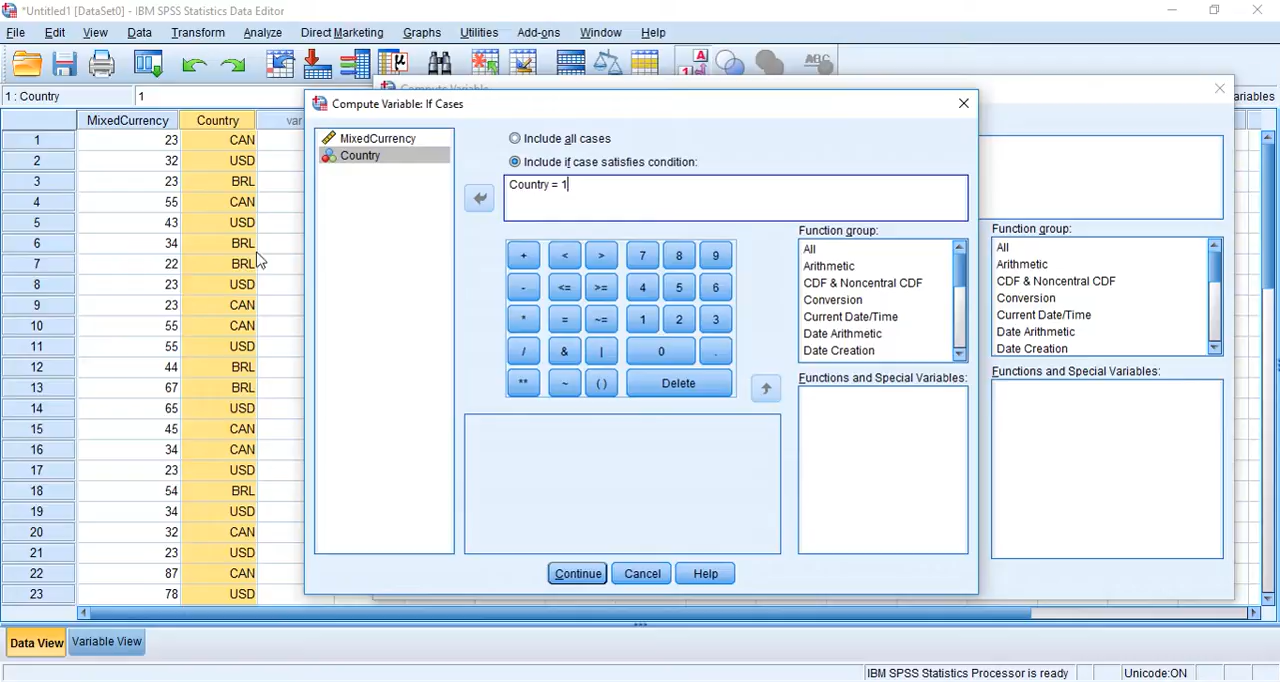 *Untitled1 [DataSet0] - IBM SPSS Statistics Data Editor
File Edit View Data Transform Analyze Direct Marketing Graphs Utilities Add-ons Window Help
1 : Country 1
MixedCurrency Country var
1 23 CAN
2 32 USD
3 23 BRL
4 55 CAN
5 43 USD
6 34 BRL
7 22 BRL
8 23 USD
9 23 CAN
10 55 CAN
11 55 USD
12 44 BRL
13 67 BRL
14 65 USD
15 45 CAN
16 34 CAN
17 23 USD
18 54 BRL
19 34 USD
20 32 CAN
21 23 USD
22 87 CAN
23 78 USD
Compute Variable: If Cases
MixedCurrency
Country
Include all cases
Include if case satisfies condition:
Country = 1
+ < > 7 8 9
- <= >= 4 5 6
* = ~= 1 2 3
/ & | 0 .
** ~ ( ) Delete
Function group:
All
Arithmetic
CDF & Noncentral CDF
Conversion
Current Date/Time
Date Arithmetic
Date Creation
Functions and Special Variables:
Continue Cancel Help
ariables
Function group:
All
Arithmetic
CDF & Noncentral CDF
Conversion
Current Date/Time
Date Arithmetic
Date Creation
Functions and Special Variables:
Data View Variable View
IBM SPSS Statistics Processor is ready Unicode:ON